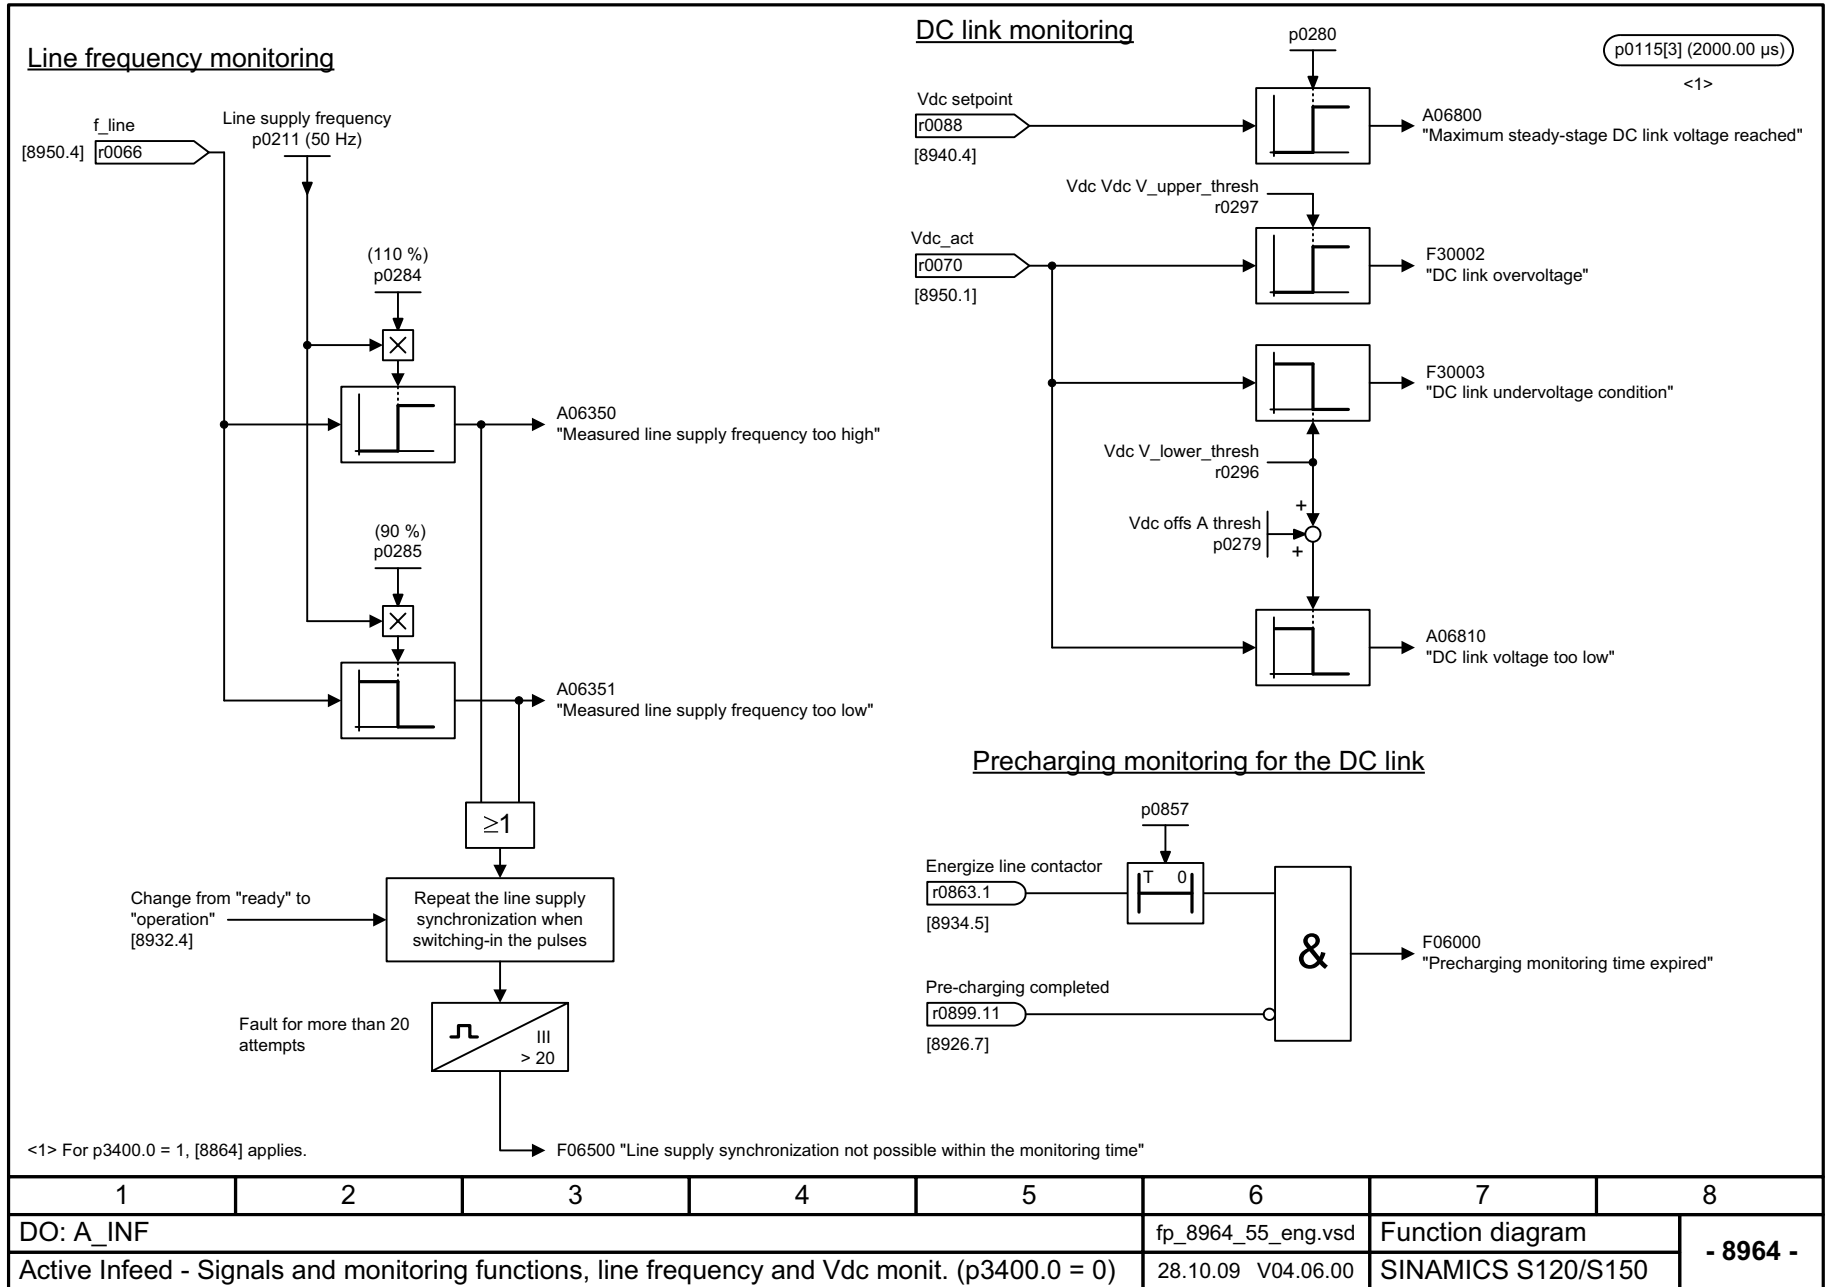 Line frequency monitoring
f_line
[8950.4]
r0066
Line supply frequency
p0211 (50 Hz)
(110 %)
p0284
A06350
"Measured line supply frequency too high"
(90 %)
p0285
A06351
"Measured line supply frequency too low"
≥1
Change from "ready" to
"operation"
[8932.4]
Repeat the line supply
synchronization when
switching-in the pulses
Fault for more than 20
attempts
III
> 20
<1> For p3400.0 = 1, [8864] applies.
F06500 "Line supply synchronization not possible within the monitoring time"
DC link monitoring
p0280
p0115[3] (2000.00 µs)
<1>
Vdc setpoint
r0088
[8940.4]
A06800
"Maximum steady-stage DC link voltage reached"
Vdc Vdc V_upper_thresh
r0297
Vdc_act
r0070
[8950.1]
F30002
"DC link overvoltage"
F30003
"DC link undervoltage condition"
Vdc V_lower_thresh
r0296
+
Vdc offs A thresh
p0279
+
A06810
"DC link voltage too low"
Precharging monitoring for the DC link
p0857
Energize line contactor
r0863.1
[8934.5]
T 0
&
F06000
"Precharging monitoring time expired"
Pre-charging completed
r0899.11
[8926.7]
1 2 3 4 5 6 7 8
DO: A_INF
fp_8964_55_eng.vsd
Function diagram
- 8964 -
Active Infeed - Signals and monitoring functions, line frequency and Vdc monit. (p3400.0 = 0)
28.10.09 V04.06.00
SINAMICS S120/S150